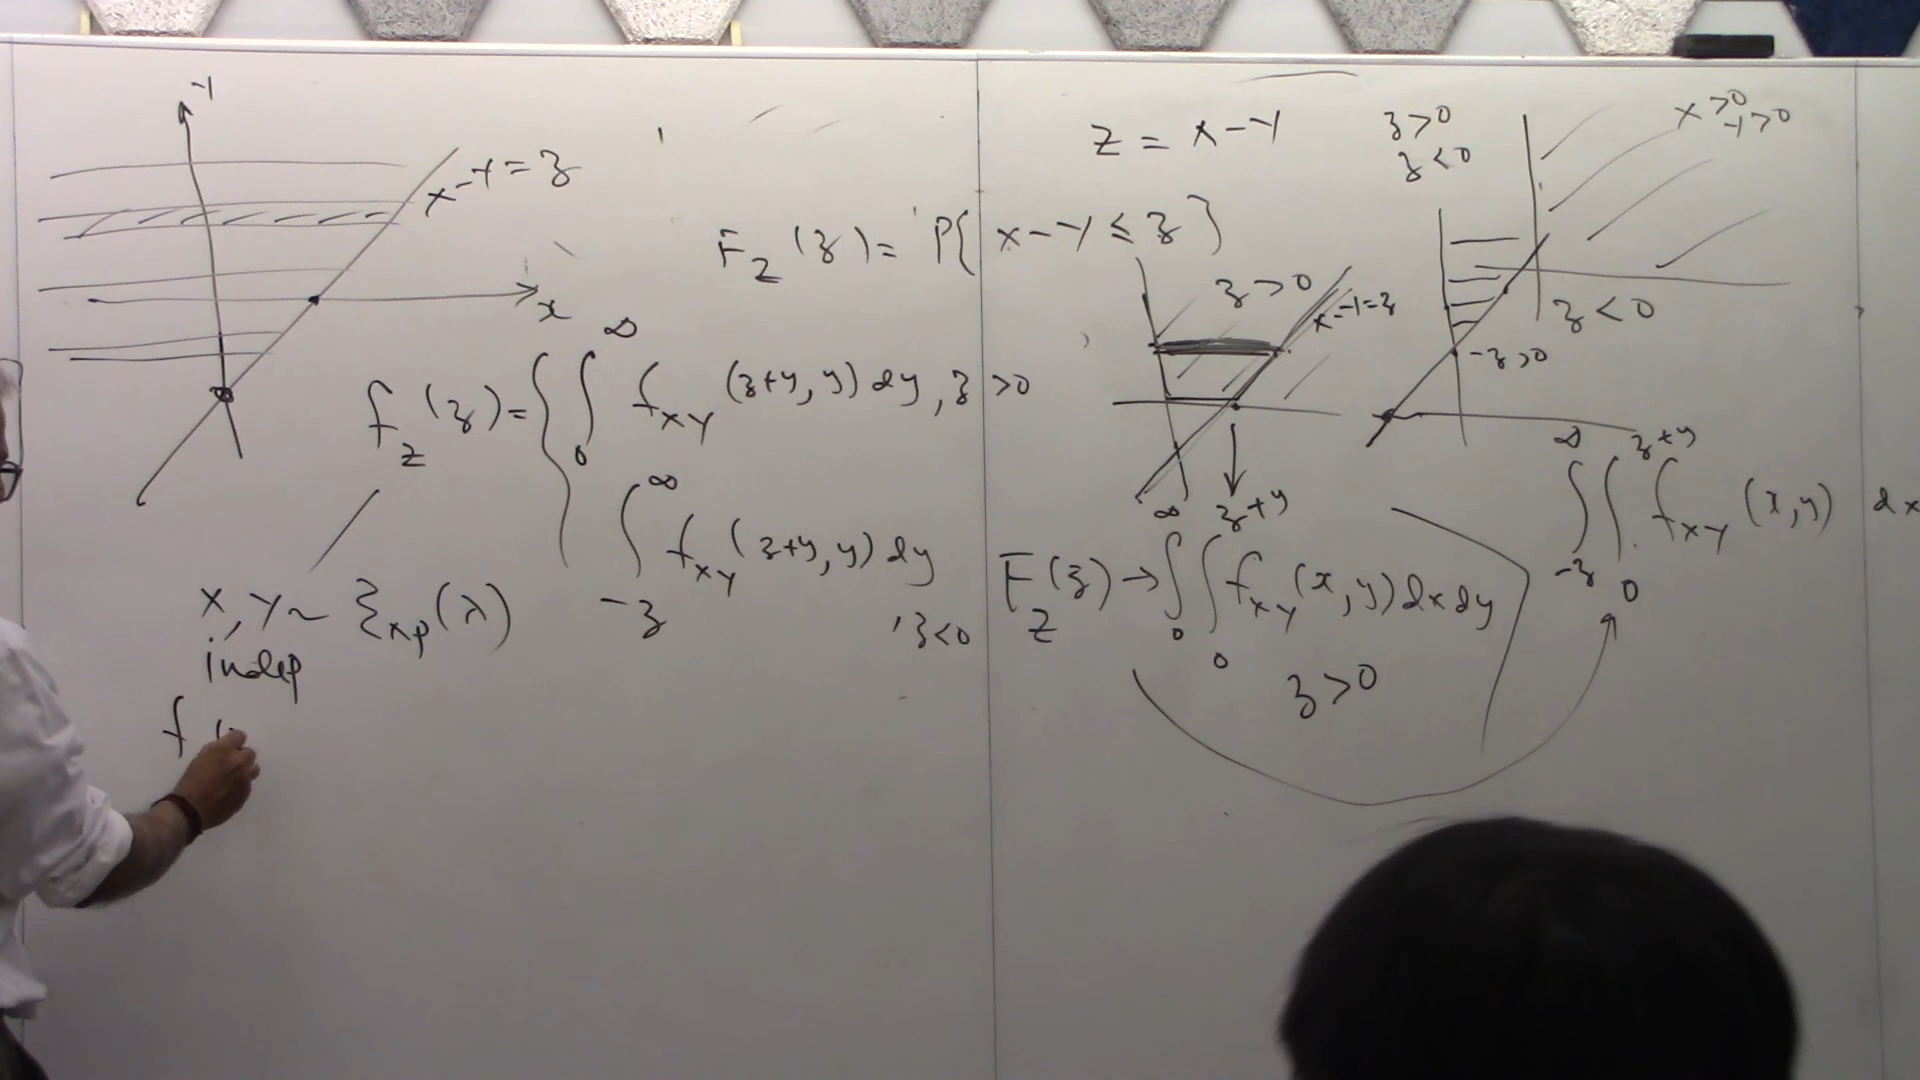 Y
x - y = z
x
f_Z(z) = { ∫_0^∞ f_XY(z+y, y) dy, z > 0
∫_{-z}^∞ f_XY(z+y, y) dy , z < 0
X, Y ~ Exp(λ)
indep
f (
Z = X - Y
z > 0
z < 0
x > 0
y > 0
F_Z(z) = P{ X - Y ≤ z }
z > 0
x - y = z
z < 0
-z > 0
F_Z(z) → ∫_0^∞ ∫_0^{z+y} f_XY(x, y) dx dy
z > 0
∫_{-z}^∞ ∫_0^{z+y} f_XY(x, y) dx